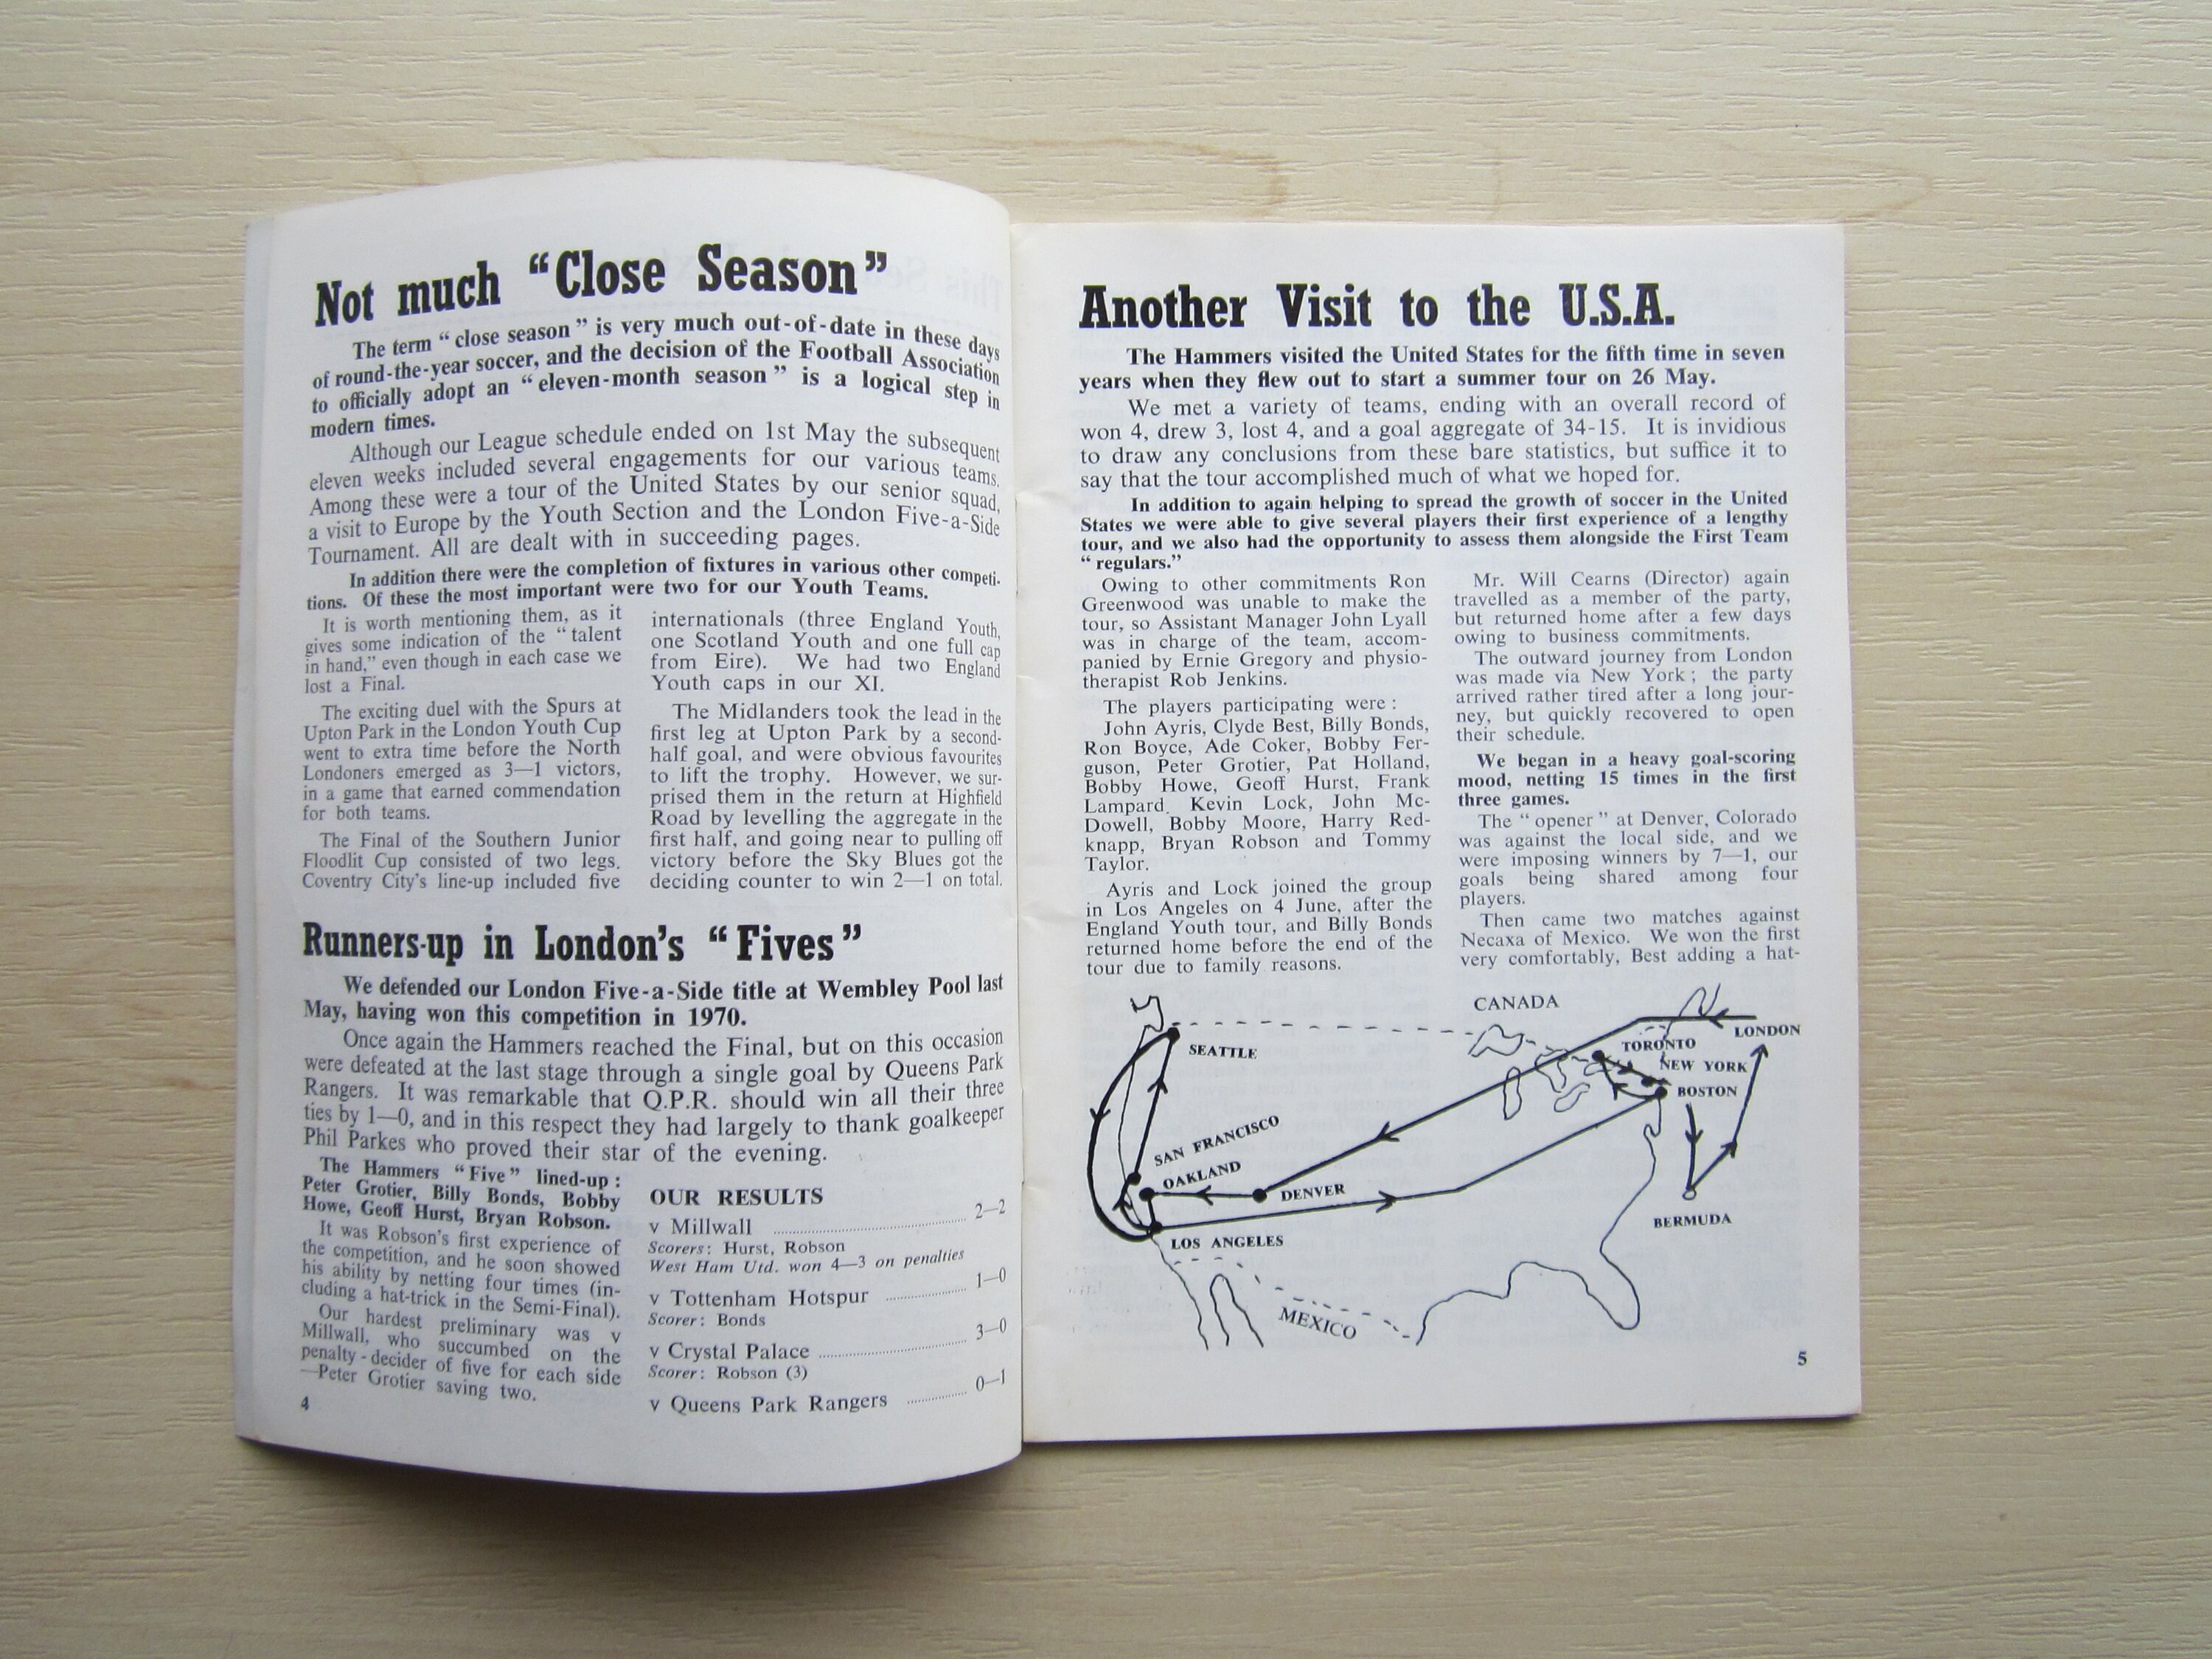 Not much “Close Season”
The term “close season” is very much out-of-date in these days
of round-the-year soccer, and the decision of the Football Association
to officially adopt an “eleven-month season” is a logical step in
modern times.
Although our League schedule ended on 1st May the subsequent
eleven weeks included several engagements for our various teams.
Among these were a tour of the United States by our senior squad,
a visit to Europe by the Youth Section and the London Five-a-Side
Tournament. All are dealt with in succeeding pages.
In addition there were the completion of fixtures in various other competi-
tions. Of these the most important were two for our Youth Teams.
It is worth mentioning them, as it
gives some indication of the “talent
in hand,” even though in each case we
lost a Final.
The exciting duel with the Spurs at
Upton Park in the London Youth Cup
went to extra time before the North
Londoners emerged as 3—1 victors,
in a game that earned commendation
for both teams.
The Final of the Southern Junior
Floodlit Cup consisted of two legs.
Coventry City's line-up included five
internationals (three England Youth,
one Scotland Youth and one full cap
from Eire). We had two England
Youth caps in our XI.
The Midlanders took the lead in the
first leg at Upton Park by a second-
half goal, and were obvious favourites
to lift the trophy. However, we sur-
prised them in the return at Highfield
Road by levelling the aggregate in the
first half, and going near to pulling off
victory before the Sky Blues got the
deciding counter to win 2—1 on total.
Runners-up in London's “Fives”
We defended our London Five-a-Side title at Wembley Pool last
May, having won this competition in 1970.
Once again the Hammers reached the Final, but on this occasion
were defeated at the last stage through a single goal by Queens Park
Rangers. It was remarkable that Q.P.R. should win all their three
ties by 1—0, and in this respect they had largely to thank goalkeeper
Phil Parkes who proved their star of the evening.
The Hammers “Five” lined-up :
Peter Grotier, Billy Bonds, Bobby
Howe, Geoff Hurst, Bryan Robson.
It was Robson's first experience of
the competition, and he soon showed
his ability by netting four times (in-
cluding a hat-trick in the Semi-Final).
Our hardest preliminary was v
Millwall, who succumbed on the
penalty-decider of five for each side
—Peter Grotier saving two.
4
OUR RESULTS
v Millwall .......... 2—2
Scorers: Hurst, Robson
West Ham Utd. won 4—3 on penalties
v Tottenham Hotspur .......... 1—0
Scorer: Bonds
v Crystal Palace .......... 3—0
Scorer: Robson (3)
v Queens Park Rangers .......... 0—1
Another Visit to the U.S.A.
The Hammers visited the United States for the fifth time in seven
years when they flew out to start a summer tour on 26 May.
We met a variety of teams, ending with an overall record of
won 4, drew 3, lost 4, and a goal aggregate of 34-15. It is invidious
to draw any conclusions from these bare statistics, but suffice it to
say that the tour accomplished much of what we hoped for.
In addition to again helping to spread the growth of soccer in the United
States we were able to give several players their first experience of a lengthy
tour, and we also had the opportunity to assess them alongside the First Team
“regulars.”
Owing to other commitments Ron
Greenwood was unable to make the
tour, so Assistant Manager John Lyall
was in charge of the team, accom-
panied by Ernie Gregory and physio-
therapist Rob Jenkins.
The players participating were :
John Ayris, Clyde Best, Billy Bonds,
Ron Boyce, Ade Coker, Bobby Fer-
guson, Peter Grotier, Pat Holland,
Bobby Howe, Geoff Hurst, Frank
Lampard, Kevin Lock, John Mc-
Dowell, Bobby Moore, Harry Red-
knapp, Bryan Robson and Tommy
Taylor.
Ayris and Lock joined the group
in Los Angeles on 4 June, after the
England Youth tour, and Billy Bonds
returned home before the end of the
tour due to family reasons.
Mr. Will Cearns (Director) again
travelled as a member of the party,
but returned home after a few days
owing to business commitments.
The outward journey from London
was made via New York ; the party
arrived rather tired after a long jour-
ney, but quickly recovered to open
their schedule.
We began in a heavy goal-scoring
mood, netting 15 times in the first
three games.
The “opener” at Denver, Colorado
was against the local side, and we
were imposing winners by 7—1, our
goals being shared among four
players.
Then came two matches against
Necaxa of Mexico. We won the first
very comfortably, Best adding a hat-
CANADA
LONDON
SEATTLE
TORONTO
NEW YORK
BOSTON
SAN FRANCISCO
OAKLAND
DENVER
BERMUDA
LOS ANGELES
MEXICO
5